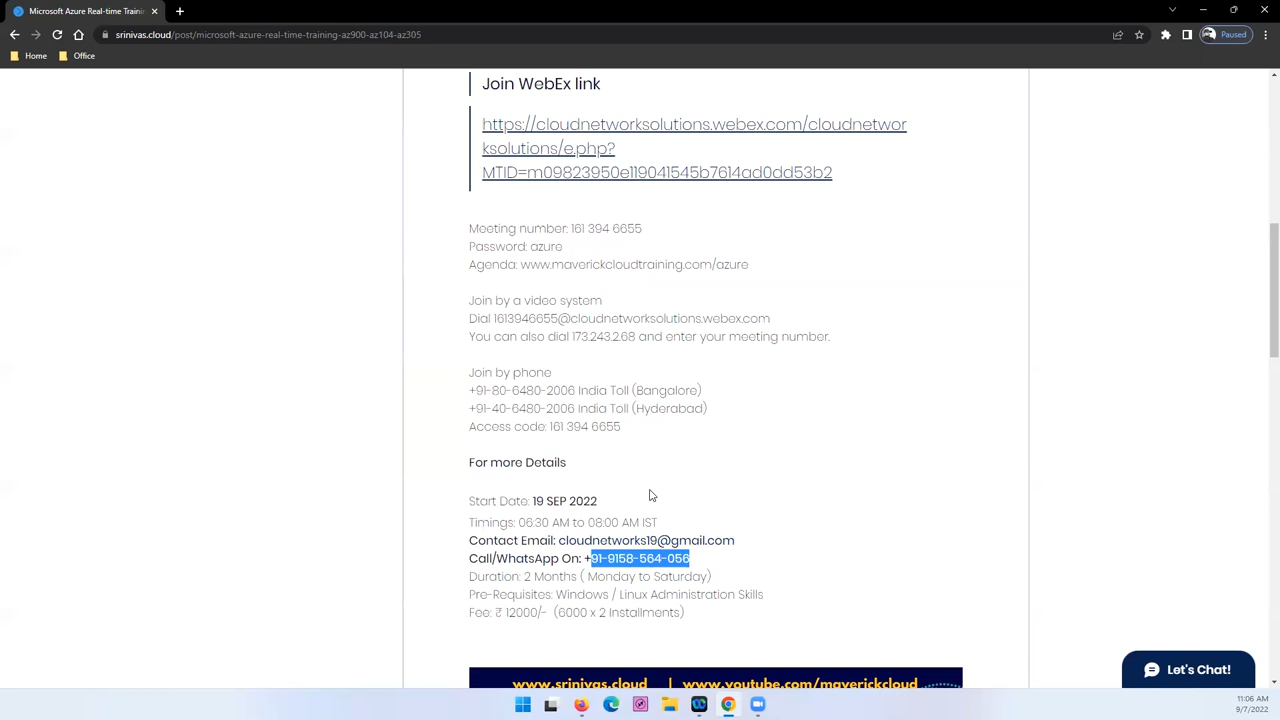 Microsoft Azure Real-time Trainin
srinivas.cloud/post/microsoft-azure-real-time-training-az900-az104-az305
Paused
Home
Office
Join WebEx link
https://cloudnetworksolutions.webex.com/cloudnetwor
ksolutions/e.php?
MTID=m09823950e119041545b7614ad0dd53b2
Meeting number: 161 394 6655
Password: azure
Agenda: www.maverickcloudtraining.com/azure
Join by a video system
Dial 1613946655@cloudnetworksolutions.webex.com
You can also dial 173.243.2.68 and enter your meeting number.
Join by phone
+91-80-6480-2006 India Toll (Bangalore)
+91-40-6480-2006 India Toll (Hyderabad)
Access code: 161 394 6655
For more Details
Start Date: 19 SEP 2022
Timings: 06:30 AM to 08:00 AM IST
Contact Email: cloudnetworks19@gmail.com
Call/WhatsApp On: +91-9158-564-056
Duration: 2 Months ( Monday to Saturday)
Pre-Requisites: Windows / Linux Administration Skills
Fee: ₹ 12000/- (6000 x 2 Installments)
www.srinivas.cloud | www.youtube.com/maverickcloud
Let's Chat!
11:06 AM
9/7/2022